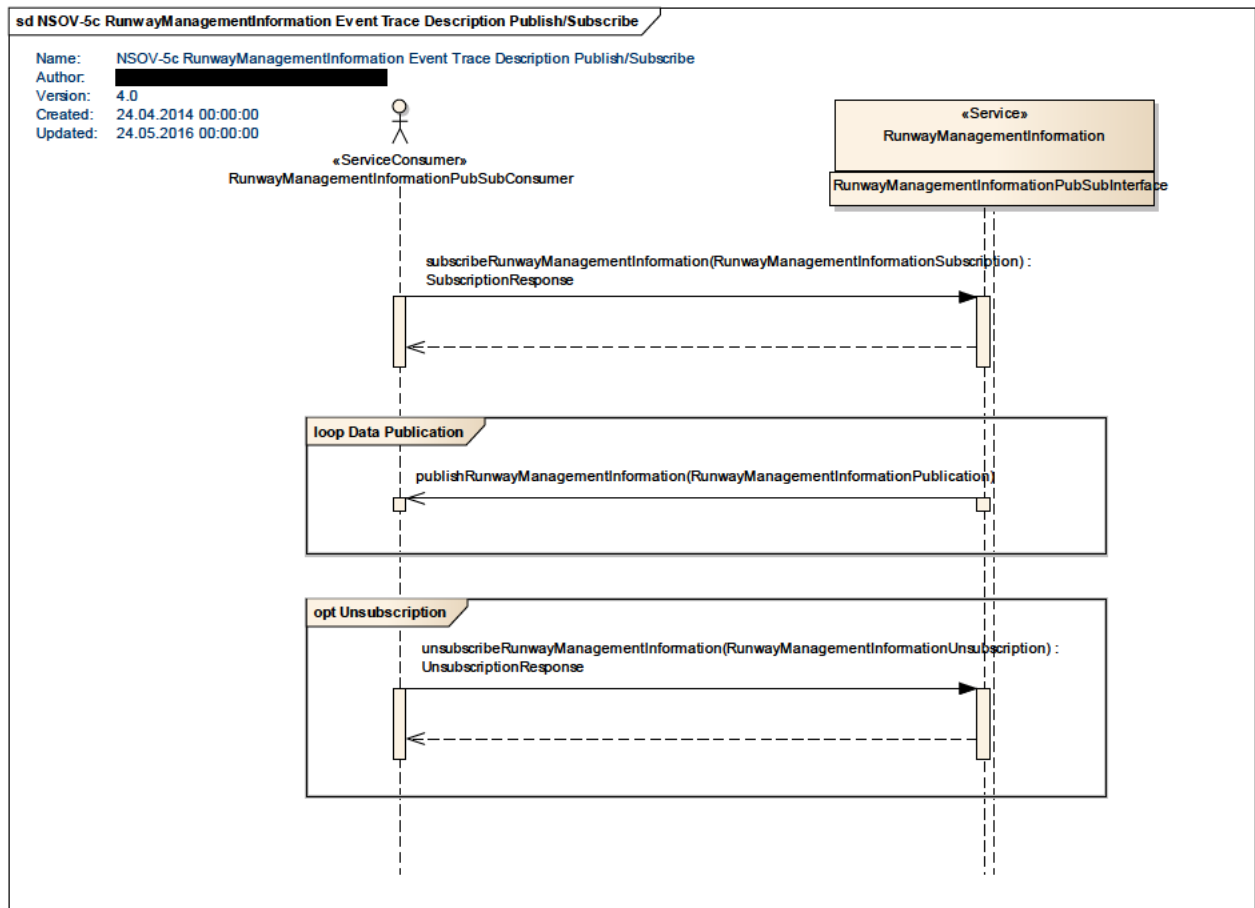 sd NSOV-5c RunwayManagementInformation Event Trace Description Publish/Subscribe
Name: NSOV-5c RunwayManagementInformation Event Trace Description Publish/Subscribe
Author:
Version: 4.0
Created: 24.04.2014 00:00:00
Updated: 24.05.2016 00:00:00
«ServiceConsumer»
RunwayManagementInformationPubSubConsumer
«Service»
RunwayManagementInformation
RunwayManagementInformationPubSubInterface
subscribeRunwayManagementInformation(RunwayManagementInformationSubscription) :
SubscriptionResponse
loop Data Publication
publishRunwayManagementInformation(RunwayManagementInformationPublication)
opt Unsubscription
unsubscribeRunwayManagementInformation(RunwayManagementInformationUnsubscription) :
UnsubscriptionResponse